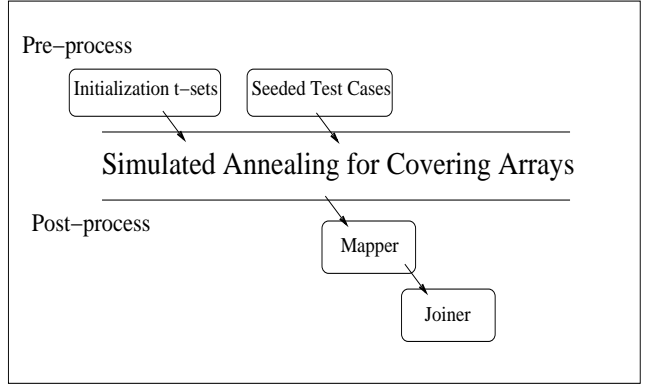 Pre−process
Initialization t−sets
Seeded Test Cases
Simulated Annealing for Covering Arrays
Post−process
Mapper
Joiner